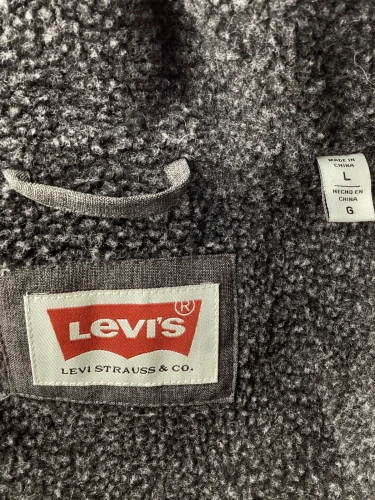 MADE IN
CHINA
L
HECHO EN
CHINA
G
LEVI'S®
LEVI STRAUSS & CO.